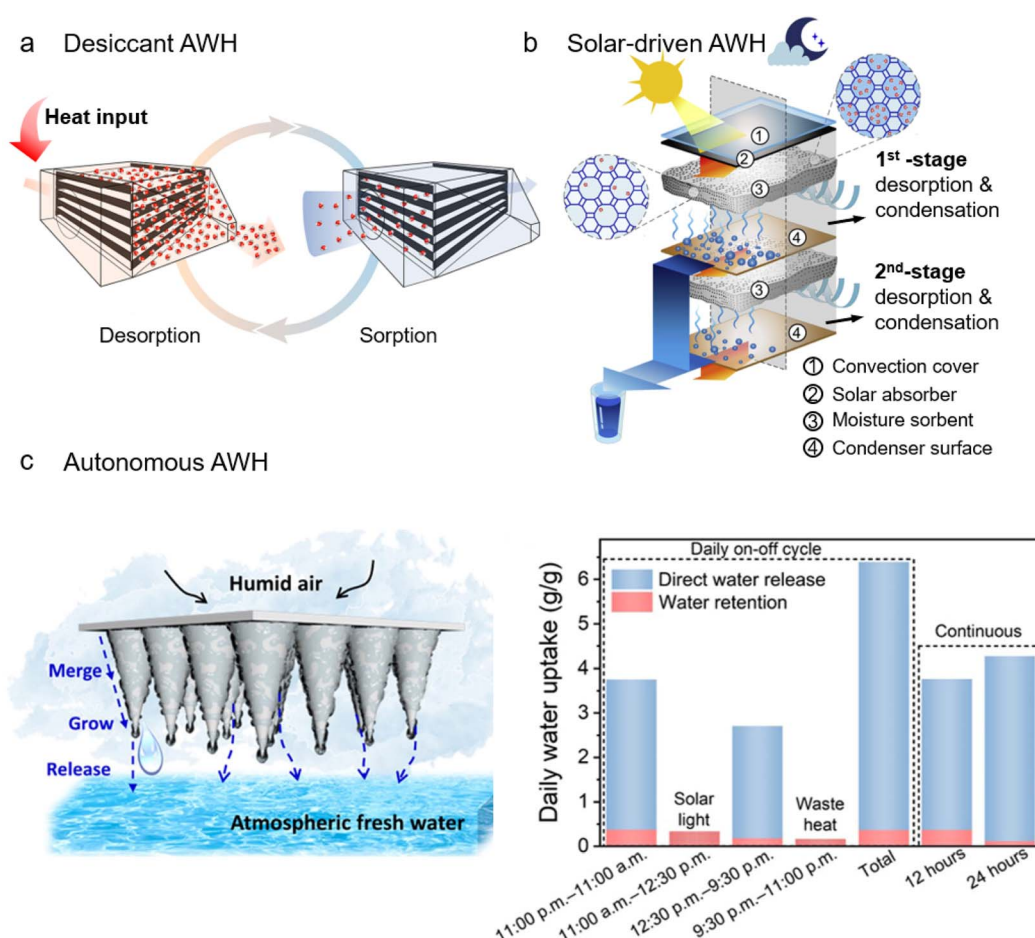 a Desiccant AWH
Heat input
Desorption
Sorption
b Solar-driven AWH
1
2
3
4
3
4
1st -stage
desorption &
condensation
2nd-stage
desorption &
condensation
① Convection cover
② Solar absorber
③ Moisture sorbent
④ Condenser surface
c Autonomous AWH
Humid air
Merge
Grow
Release
Atmospheric fresh water
Daily water uptake (g/g)
6
5
4
3
2
1
0
Daily on-off cycle
Direct water release
Water retention
Continuous
Solar
light
Waste
heat
11:00 p.m.–11:00 a.m.
11:00 a.m.–12:30 p.m.
12:30 p.m.–9:30 p.m.
9:30 p.m.–11:00 p.m.
Total
12 hours
24 hours